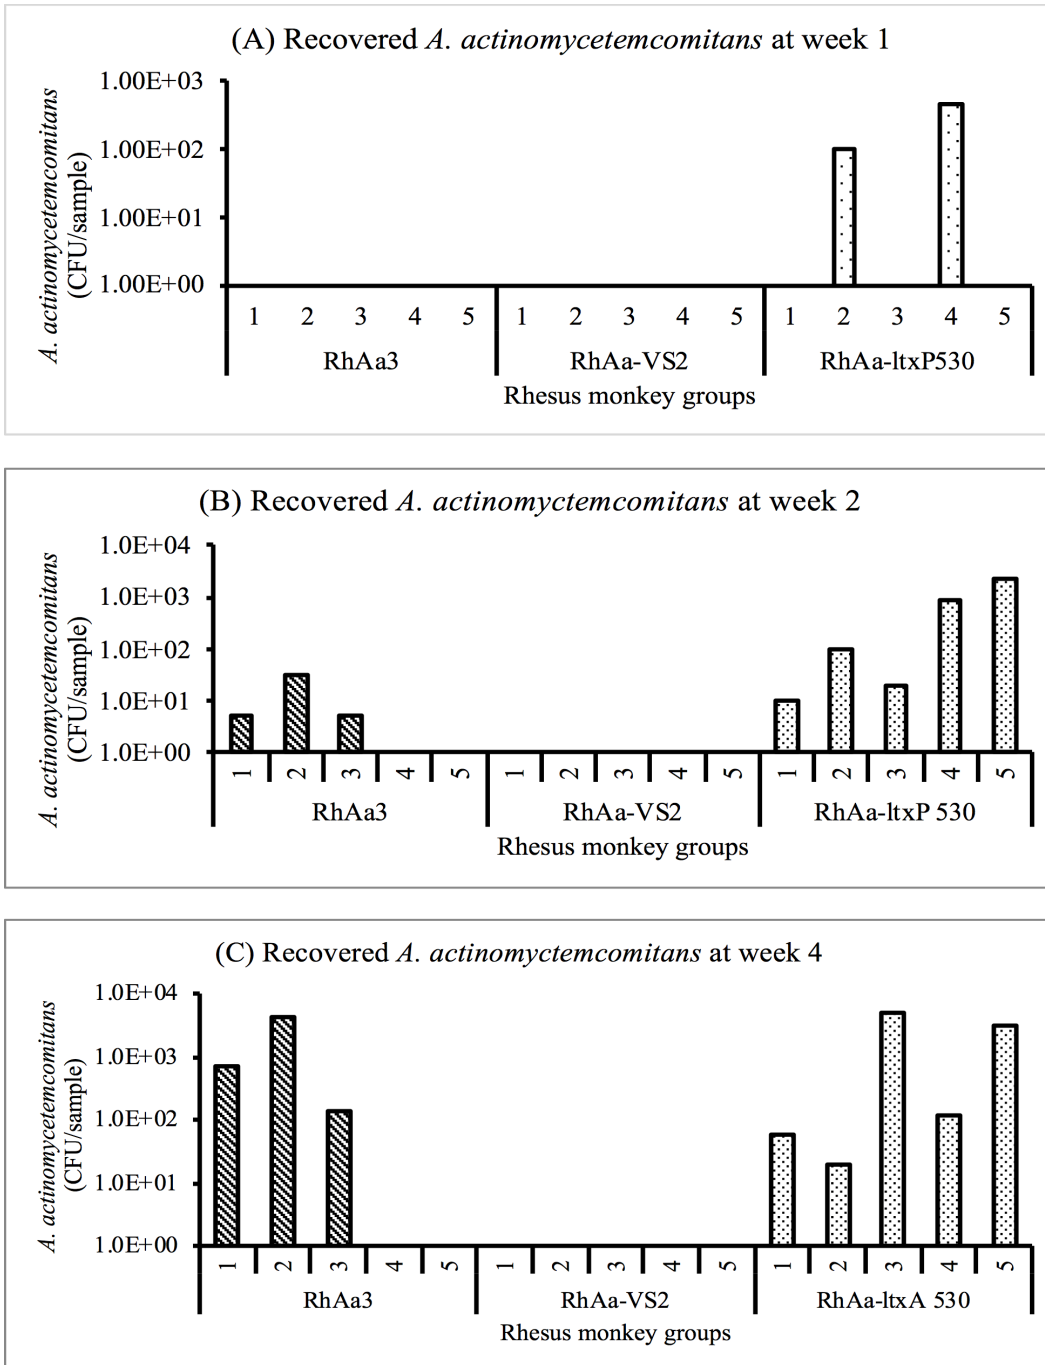 (A) Recovered A. actinomycetemcomitans at week 1
A. actinomycetemcomitans
(CFU/sample)
1.00E+03
1.00E+02
1.00E+01
1.00E+00
1 2 3 4 5 1 2 3 4 5 1 2 3 4 5
RhAa3 RhAa-VS2 RhAa-ltxP530
Rhesus monkey groups
(B) Recovered A. actinomyctemcomitans at week 2
A. actinomycetemcomitans
(CFU/sample)
1.0E+04
1.0E+03
1.0E+02
1.0E+01
1.0E+00
1 2 3 4 5 1 2 3 4 5 1 2 3 4 5
RhAa3 RhAa-VS2 RhAa-ltxP 530
Rhesus monkey groups
(C) Recovered A. actinomyctemcomitans at week 4
A. actinomycetemcomitans
(CFU/sample)
1.0E+04
1.0E+03
1.0E+02
1.0E+01
1.0E+00
1 2 3 4 5 1 2 3 4 5 1 2 3 4 5
RhAa3 RhAa-VS2 RhAa-ltxA 530
Rhesus monkey groups